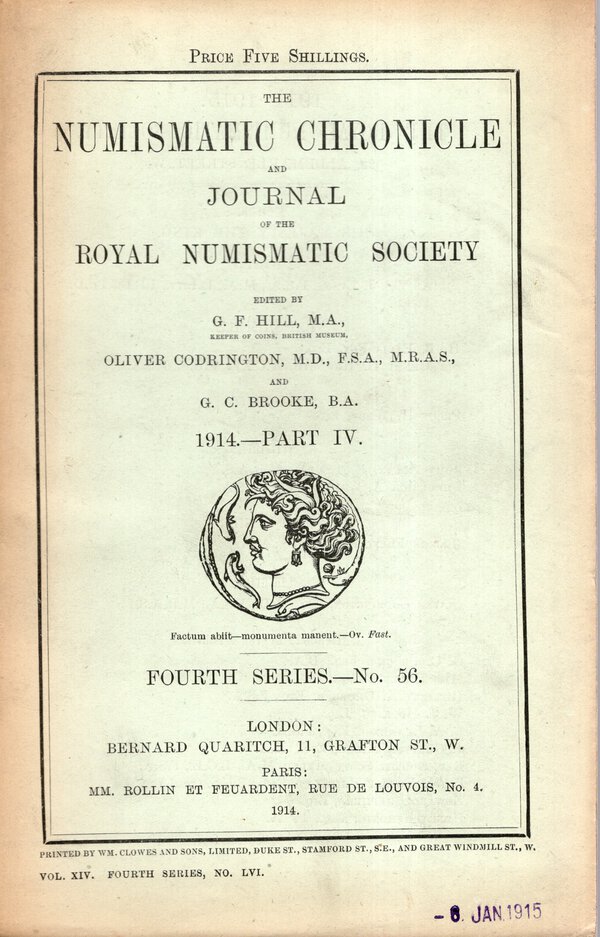 PRICE FIVE SHILLINGS.
THE
NUMISMATIC CHRONICLE
AND
JOURNAL
OF THE
ROYAL NUMISMATIC SOCIETY
EDITED BY
G. F. HILL, M.A.,
KEEPER OF COINS, BRITISH MUSEUM,
OLIVER CODRINGTON, M.D., F.S.A., M.R.A.S.,
AND
G. C. BROOKE, B.A.
1914.—PART IV.
Factum abiit—monumenta manent.—Ov. Fast.
FOURTH SERIES.—No. 56.
LONDON:
BERNARD QUARITCH, 11, GRAFTON ST., W.
PARIS:
MM. ROLLIN ET FEUARDENT, RUE DE LOUVOIS, No. 4.
1914.
PRINTED BY WM. CLOWES AND SONS, LIMITED, DUKE ST., STAMFORD ST., S.E., AND GREAT WINDMILL ST., W.
VOL. XIV. FOURTH SERIES, NO. LVI.
JAN. 1915